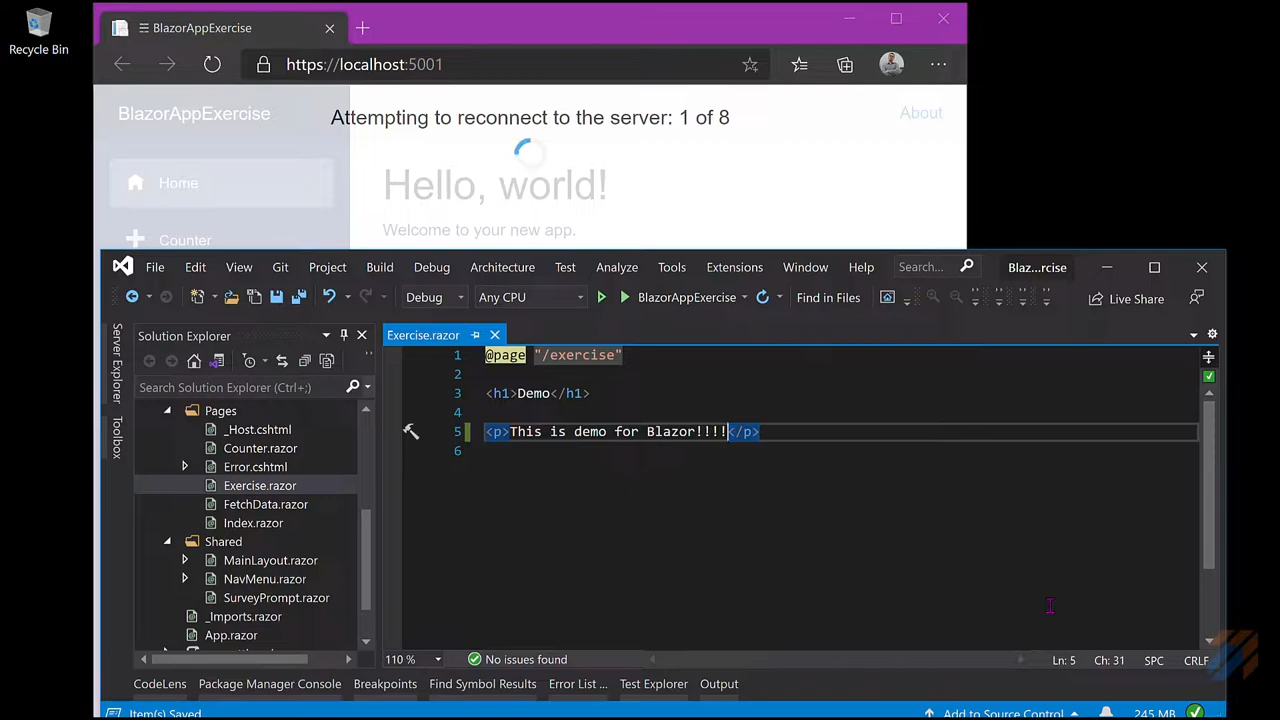 Recycle Bin
BlazorAppExercise
https://localhost:5001
BlazorAppExercise
About
Attempting to reconnect to the server: 1 of 8
Home
Hello, world!
Counter
Welcome to your new app.
File Edit View Git Project Build Debug Architecture Test Analyze Tools Extensions Window Help Search... Blaz...rcise
Debug Any CPU BlazorAppExercise Find in Files Live Share
Server Explorer
Toolbox
Solution Explorer
Search Solution Explorer (Ctrl+;)
Pages
_Host.cshtml
Counter.razor
Error.cshtml
Exercise.razor
FetchData.razor
Index.razor
Shared
MainLayout.razor
NavMenu.razor
SurveyPrompt.razor
_Imports.razor
App.razor
Exercise.razor
1 @page "/exercise"
2
3 <h1>Demo</h1>
4
5 <p>This is demo for Blazor!!!!</p>
6
110 % No issues found Ln: 5 Ch: 31 SPC CRLF
CodeLens Package Manager Console Breakpoints Find Symbol Results Error List ... Test Explorer Output
Item(s) Saved Add to Source Control 245 MB